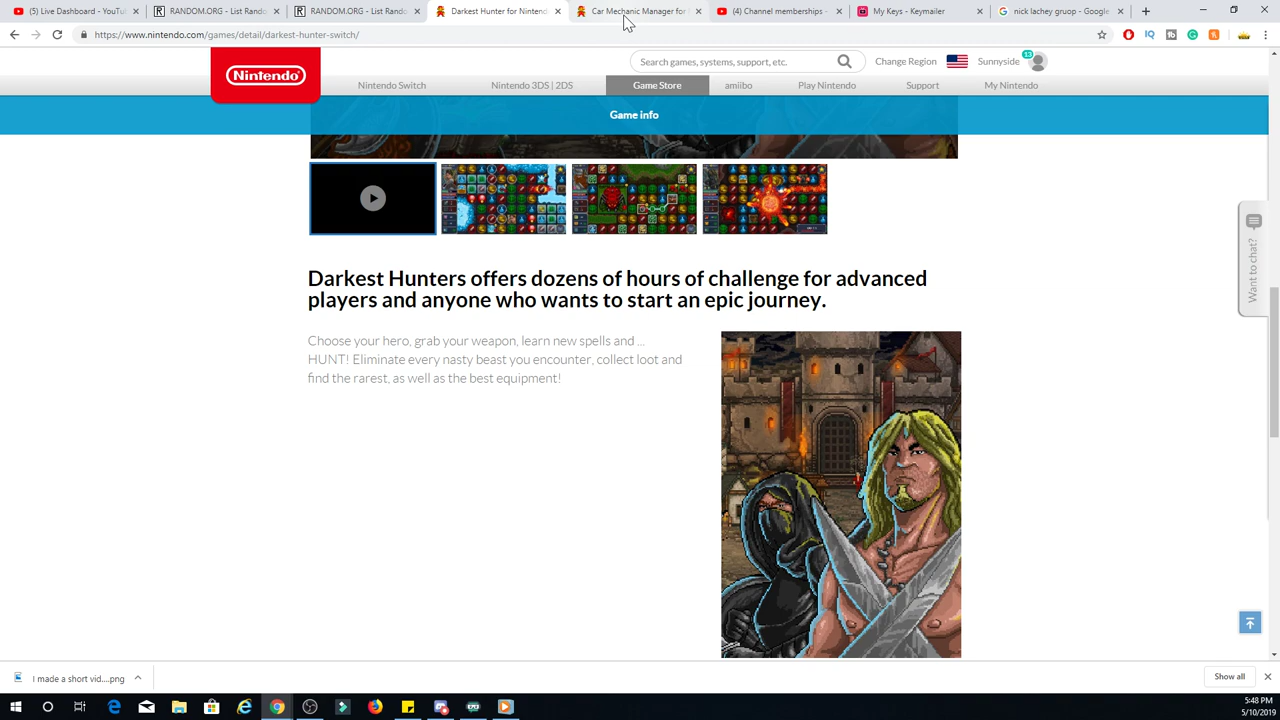 (5) Live Dashboard - YouTu
RANDOM.ORG - List Rando
RANDOM.ORG - List Rando
Darkest Hunter for Nintend
Car Mechanic Manager for
(4) Channel memberships -
My Keys - Keymailer
nick lachey gruop - Google
https://www.nintendo.com/games/detail/darkest-hunter-switch/
Nintendo
Search games, systems, support, etc.
Change Region
Sunnyside
13
Nintendo Switch
Nintendo 3DS | 2DS
Game Store
amiibo
Play Nintendo
Support
My Nintendo
Game info
Want to chat?
Darkest Hunters offers dozens of hours of challenge for advanced
players and anyone who wants to start an epic journey.
Choose your hero, grab your weapon, learn new spells and ...
HUNT! Eliminate every nasty beast you encounter, collect loot and
find the rarest, as well as the best equipment!
I made a short vid....png
Show all
5:48 PM
5/10/2019